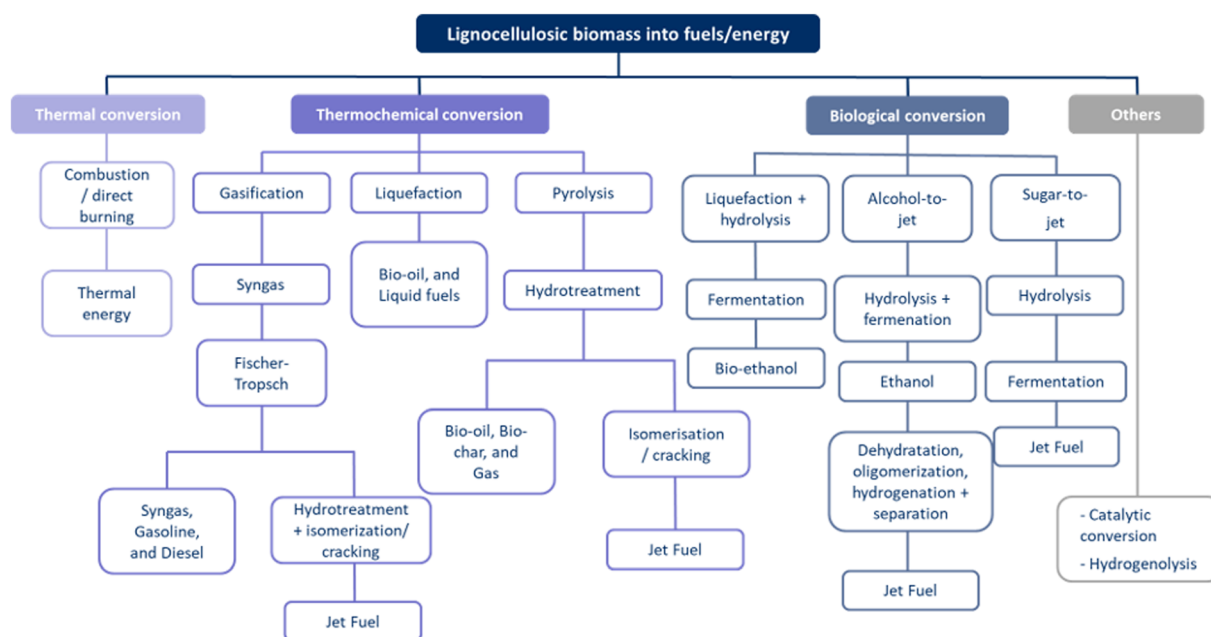 Lignocellulosic biomass into fuels/energy
Thermal conversion
Thermochemical conversion
Biological conversion
Others
Combustion
/ direct
burning
Thermal
energy
Gasification
Syngas
Fischer-
Tropsch
Syngas,
Gasoline,
and Diesel
Hydrotreatment
+ isomerization/
cracking
Jet Fuel
Liquefaction
Bio-oil, and
Liquid fuels
Pyrolysis
Hydrotreatment
Bio-oil, Bio-
char, and
Gas
Isomerisation
/ cracking
Jet Fuel
Liquefaction +
hydrolysis
Fermentation
Bio-ethanol
Alcohol-to-
jet
Hydrolysis +
fermenation
Ethanol
Dehydratation,
oligomerization,
hydrogenation +
separation
Jet Fuel
Sugar-to-
jet
Hydrolysis
Fermentation
Jet Fuel
- Catalytic
conversion
- Hydrogenolysis